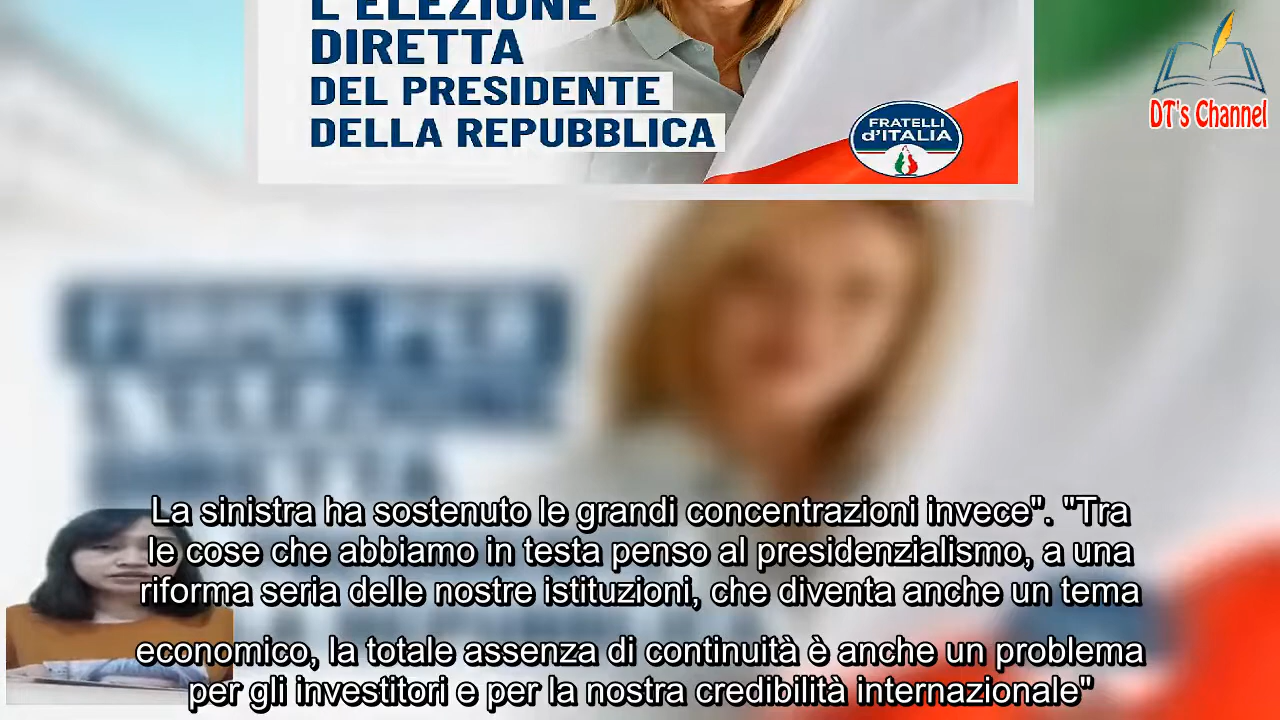 L'ELEZIONE
DIRETTA
DEL PRESIDENTE
DELLA REPUBBLICA
FRATELLI
d'ITALIA
DT's Channel
FIRMA PER
La sinistra ha sostenuto le grandi concentrazioni invece". "Tra
le cose che abbiamo in testa penso al presidenzialismo, a una
riforma seria delle nostre istituzioni, che diventa anche un tema
economico, la totale assenza di continuità è anche un problema
per gli investitori e per la nostra credibilità internazionale"